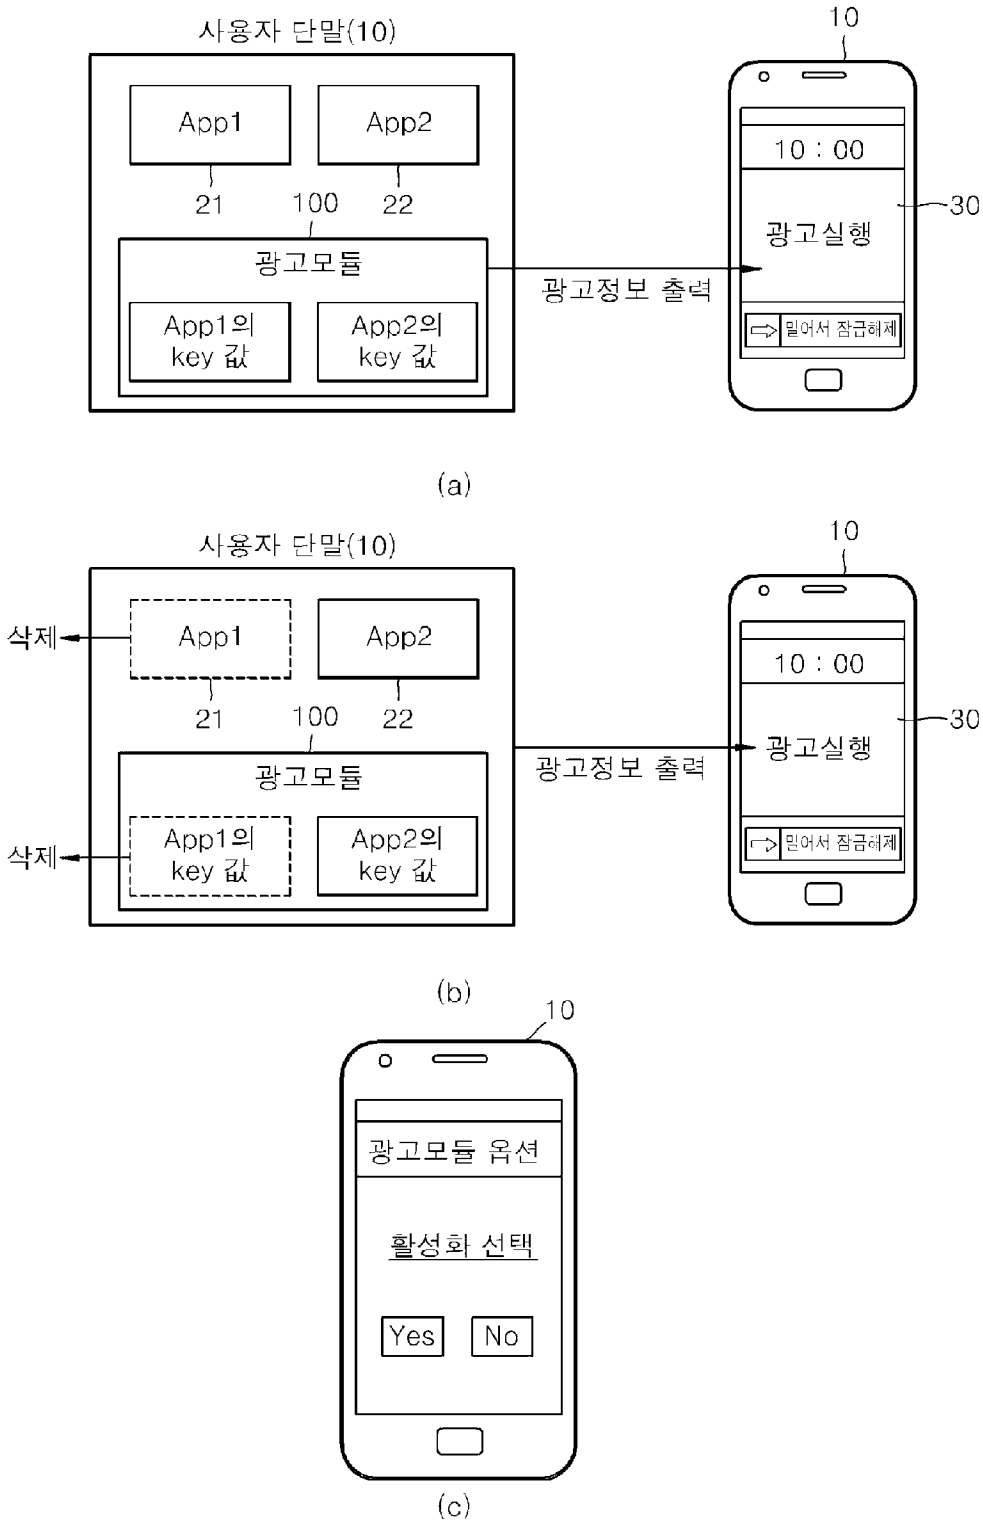 사용자 단말(10)
10
App1
App2
10 : 00
21
22
100
30
광고모듈
광고실행
광고정보 출력
App1의
key 값
App2의
key 값
밀어서 잠금해제
(a)
사용자 단말(10)
10
삭제
App1
App2
10 : 00
21
22
100
30
광고모듈
광고실행
광고정보 출력
삭제
App1의
key 값
App2의
key 값
밀어서 잠금해제
(b)
10
광고모듈 옵션
활성화 선택
Yes
No
(c)